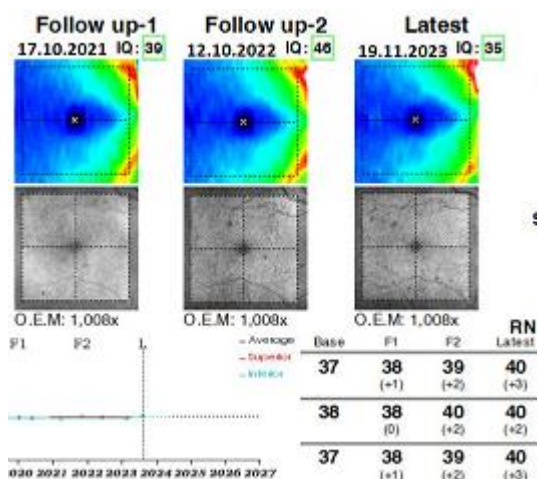 Follow up-1 Follow up-2 Latest
17.10.2021 IQ: 39 12.10.2022 IQ: 46 19.11.2023 IQ: 35
O.E.M: 1,008x O.E.M: 1,008x O.E.M: 1,008x
RN
F1 F2 L
Average
Superior
Base F1 F2 Latest
37 38 39 40
(+1) (+2) (+3)
38 38 40 40
(0) (+2) (+2)
37 38 39 40
(+1) (+2) (+3)
2021 2022 2023 2024 2025 2026 2027